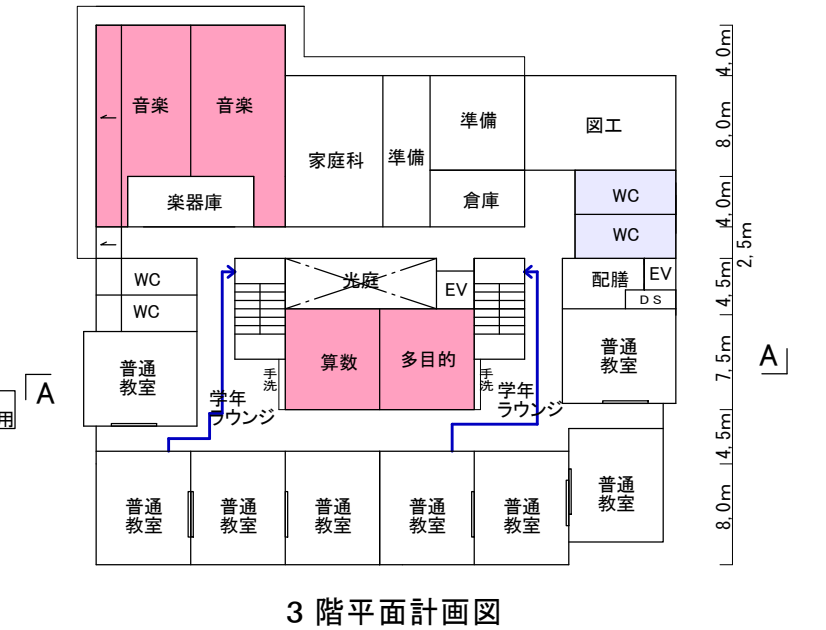 音楽
音楽
楽器庫
家庭科
準備
準備
倉庫
図工
WC
WC
WC
WC
光庭
EV
配膳
EV
DS
算数
多目的
手洗
手洗
学年
ラウンジ
学年
ラウンジ
普通
教室
普通
教室
普通
教室
普通
教室
普通
教室
普通
教室
普通
教室
普通
教室
A
A
用
4,0m
8,0m
4,0m
2,5m
4,5m
7,5m
4,5m
8,0m
3 階平面計画図